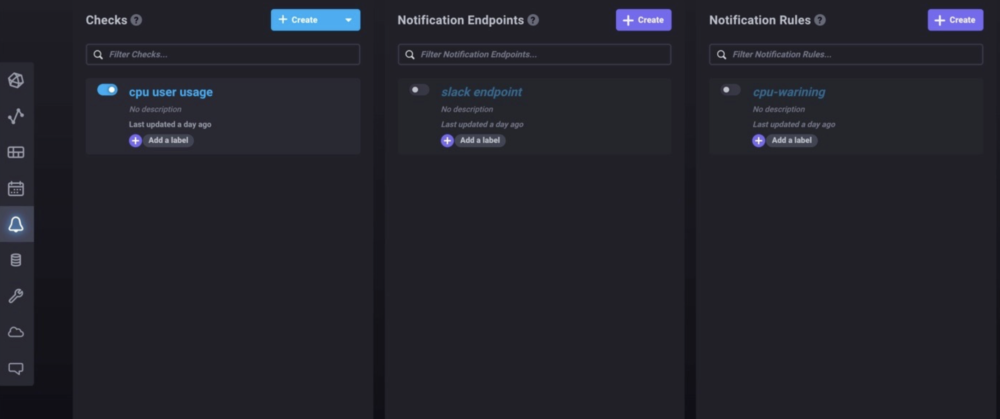 Checks ?
+ Create
Filter Checks...
cpu user usage
No description
Last updated a day ago
+ Add a label
Notification Endpoints ?
+ Create
Filter Notification Endpoints...
slack endpoint
No description
Last updated a day ago
+ Add a label
Notification Rules ?
+ Create
Filter Notification Rules...
cpu-warining
No description
Last updated a day ago
+ Add a label